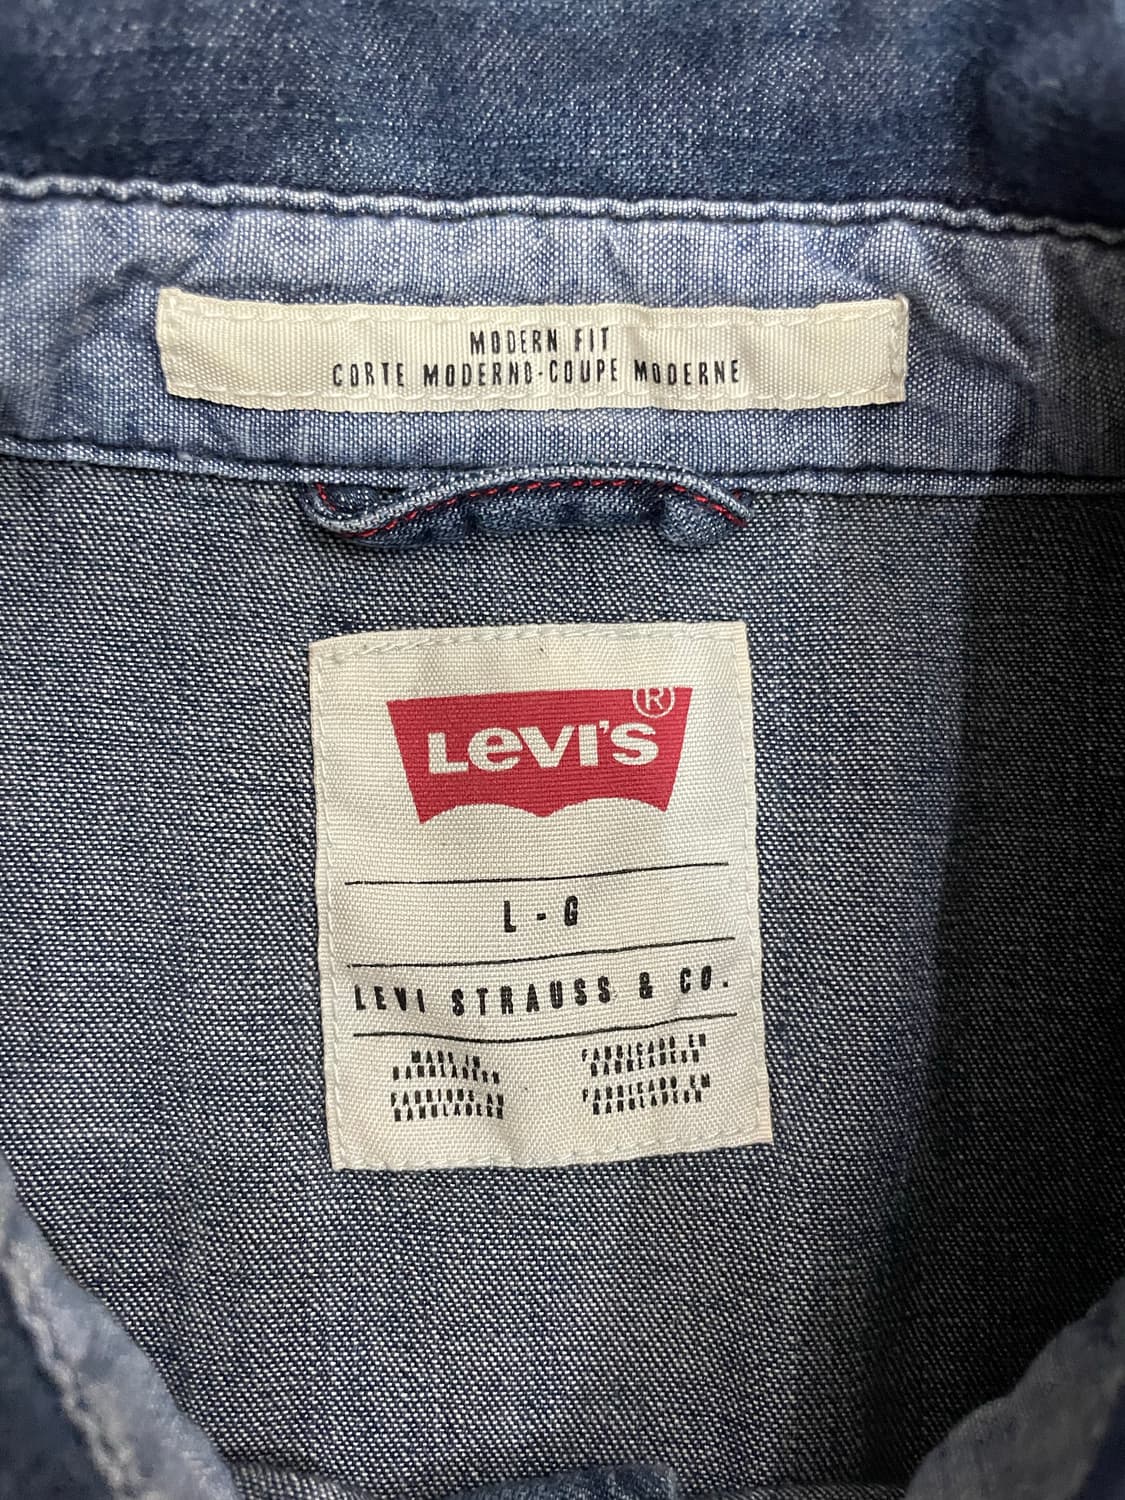 MODERN FIT
CORTE MODERNO-COUPE MODERNE
LEVI'S®
L - G
LEVI STRAUSS & CO.
MADE IN
BANGLADESH
FABRIQUÉ AU
BANGLADESH
FABRICADO EN
BANGLADESH
FABRICADO EM
BANGLADESH